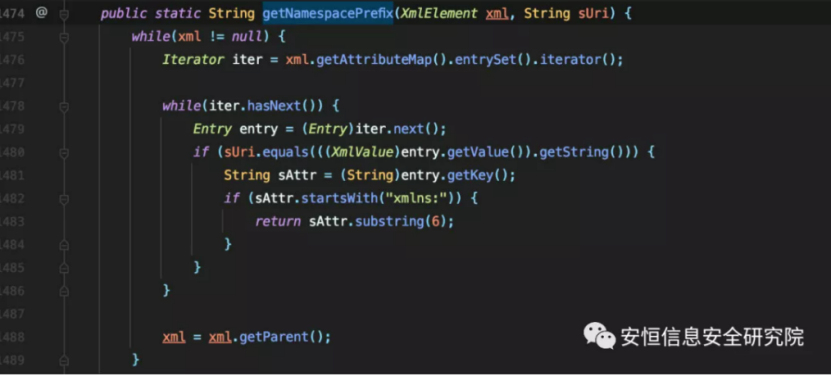 1474 @ public static String getNamespacePrefix(XmlElement xml, String sUri) {
1475 while(xml != null) {
1476 Iterator iter = xml.getAttributeMap().entrySet().iterator();
1477
1478 while(iter.hasNext()) {
1479 Entry entry = (Entry)iter.next();
1480 if (sUri.equals(((XmlValue)entry.getValue()).getString())) {
1481 String sAttr = (String)entry.getKey();
1482 if (sAttr.startsWith("xmlns:")) {
1483 return sAttr.substring(6);
1484 }
1485 }
1486 }
1487
1488 xml = xml.getParent();
1489 }
安恒信息安全研究院